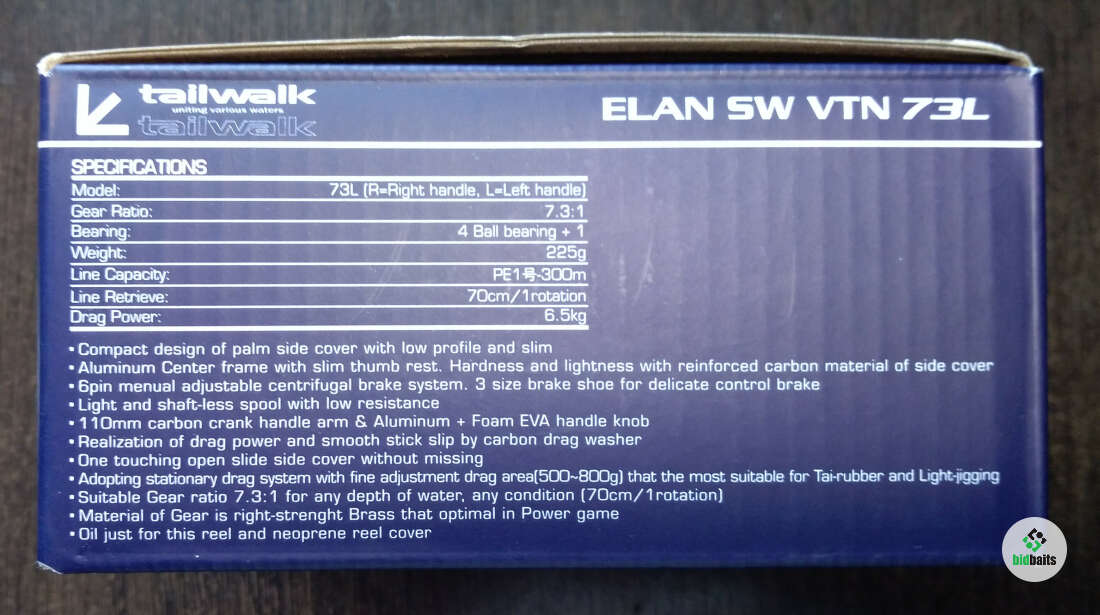 tailwalk
uniting various waters
tailwalk
ELAN SW VTN 73L
SPECIFICATIONS
Model: 73L (R=Right handle, L=Left handle)
Gear Ratio: 7.3:1
Bearing: 4 Ball bearing + 1
Weight: 225g
Line Capacity: PE1号-300m
Line Retrieve: 70cm/1rotation
Drag Power: 6.5kg
• Compact design of palm side cover with low profile and slim
• Aluminum Center frame with slim thumb rest. Hardness and lightness with reinforced carbon material of side cover
• 6pin menual adjustable centrifugal brake system. 3 size brake shoe for delicate control brake
• Light and shaft-less spool with low resistance
• 110mm carbon crank handle arm & Aluminum + Foam EVA handle knob
• Realization of drag power and smooth stick slip by carbon drag washer
• One touching open slide side cover without missing
• Adopting stationary drag system with fine adjustment drag area(500~800g) that the most suitable for Tai-rubber and Light-jigging
• Suitable Gear ratio 7.3:1 for any depth of water, any condition (70cm/1rotation)
• Material of Gear is right-strenght Brass that optimal in Power game
• Oil just for this reel and neoprene reel cover
bidbaits